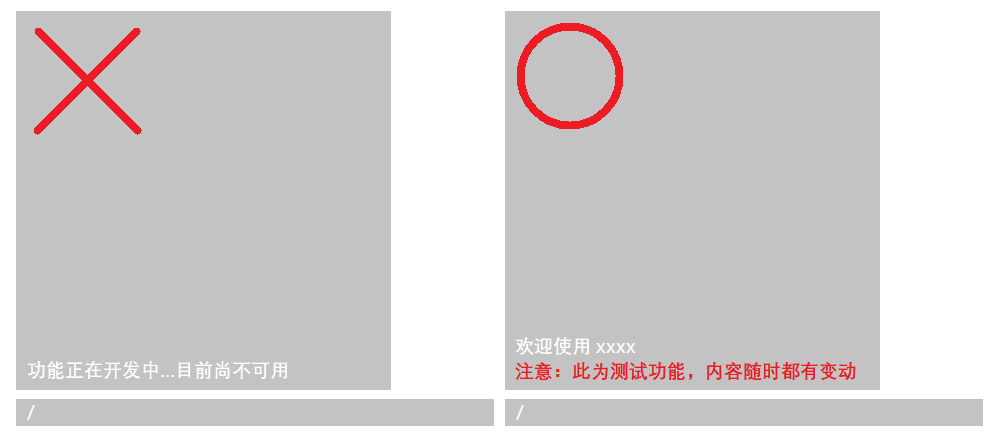 功能正在开发中...目前尚不可用
/
欢迎使用 xxxx
注意：此为测试功能，内容随时都有变动
/